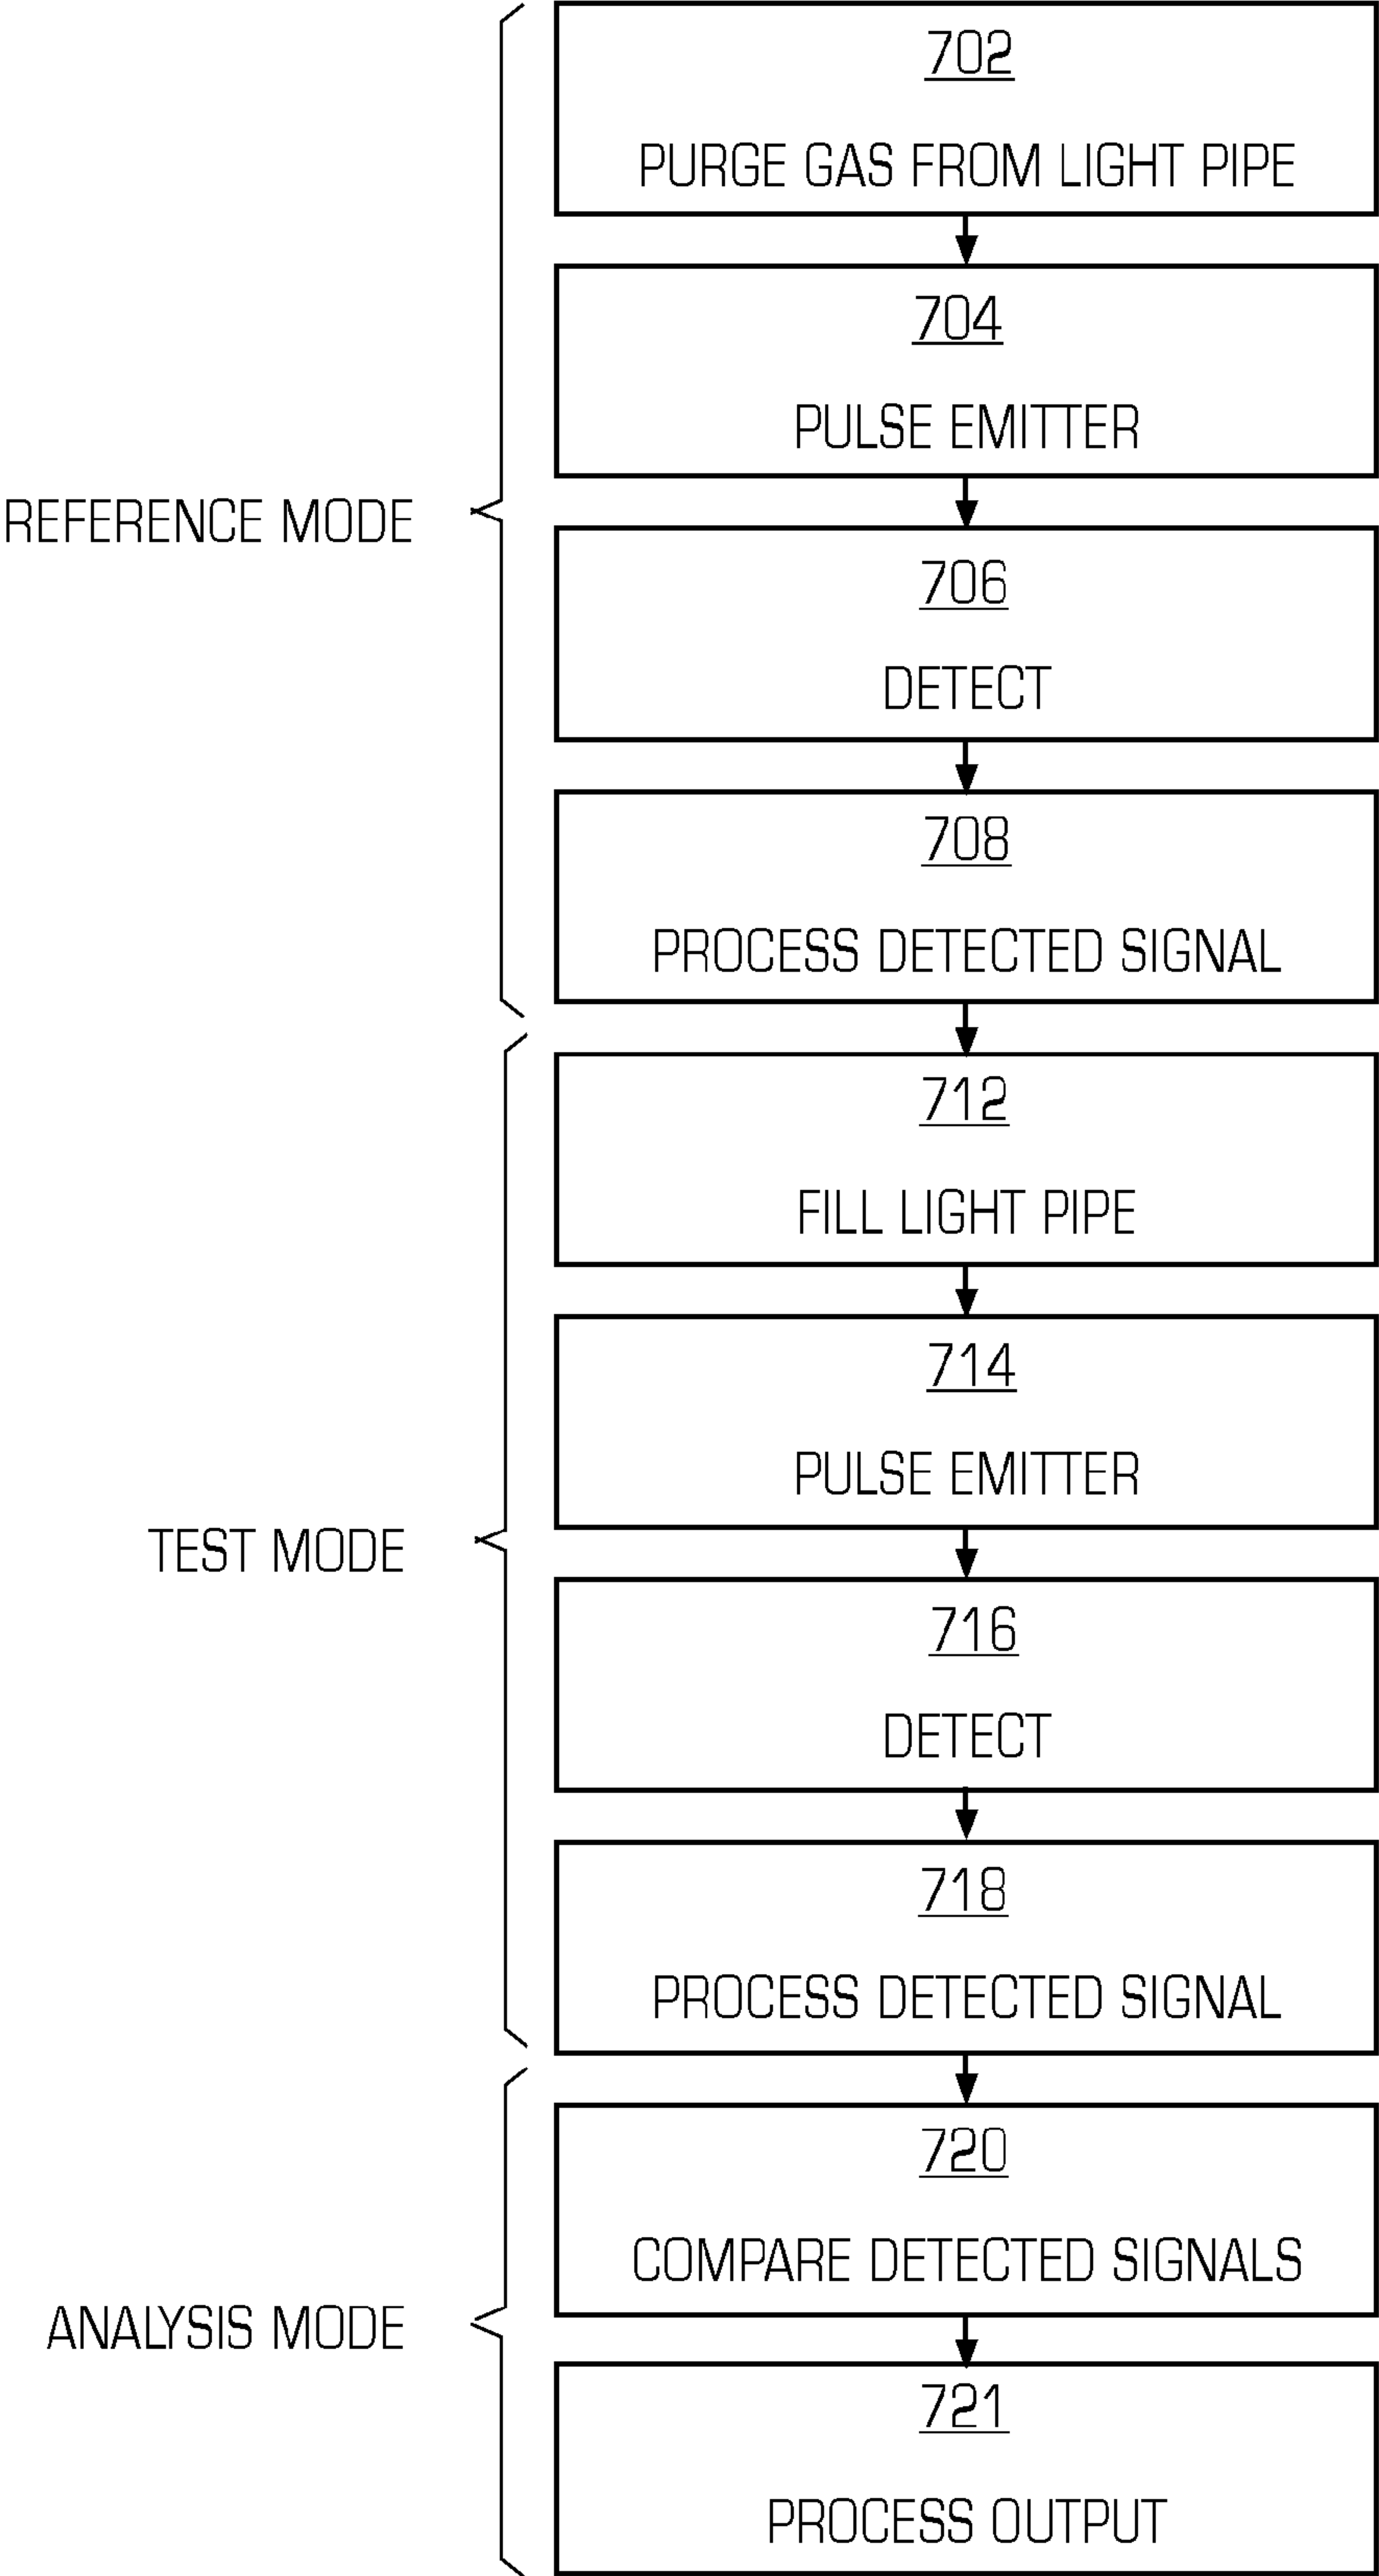 702
PURGE GAS FROM LIGHT PIPE
704
PULSE EMITTER
REFERENCE MODE
706
DETECT
708
PROCESS DETECTED SIGNAL
712
FILL LIGHT PIPE
714
PULSE EMITTER
TEST MODE
716
DETECT
718
PROCESS DETECTED SIGNAL
720
COMPARE DETECTED SIGNALS
ANALYSIS MODE
721
PROCESS OUTPUT